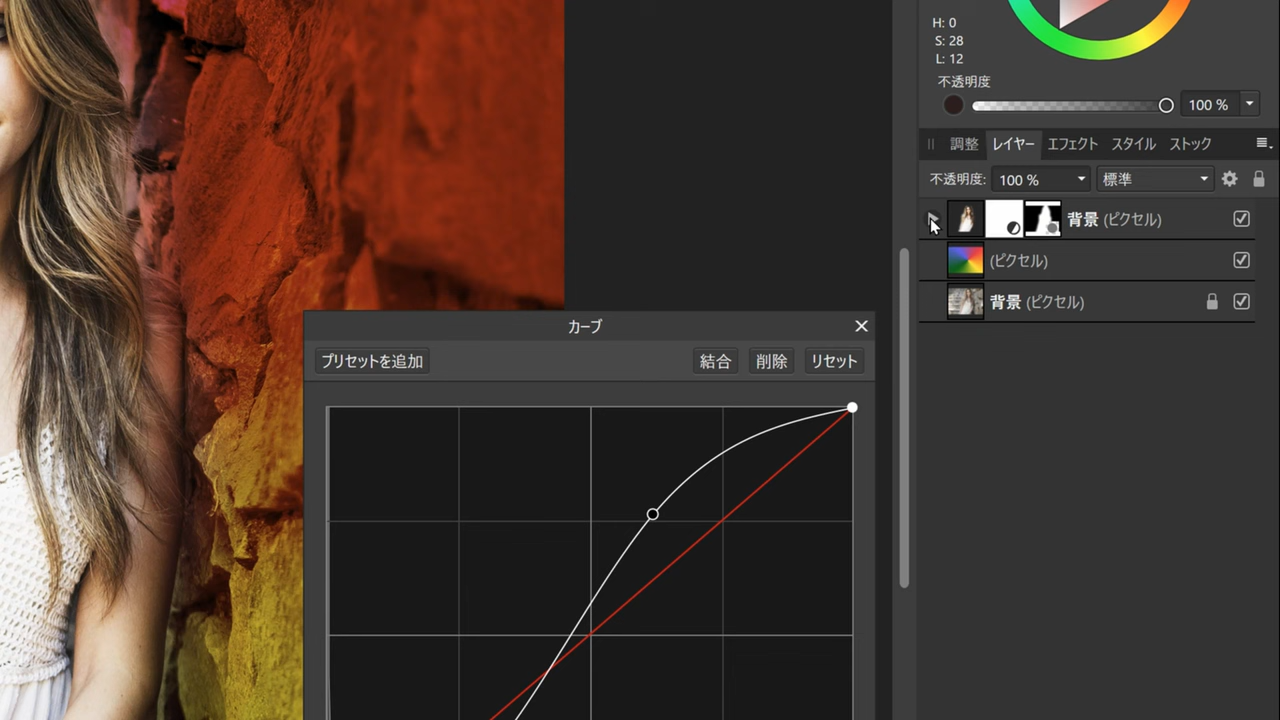 H: 0
S: 28
L: 12
不透明度
100 %
調整 レイヤー エフェクト スタイル ストック
不透明度: 100 % 標準
背景 (ピクセル)
(ピクセル)
背景 (ピクセル)
カーブ
プリセットを追加 結合 削除 リセット